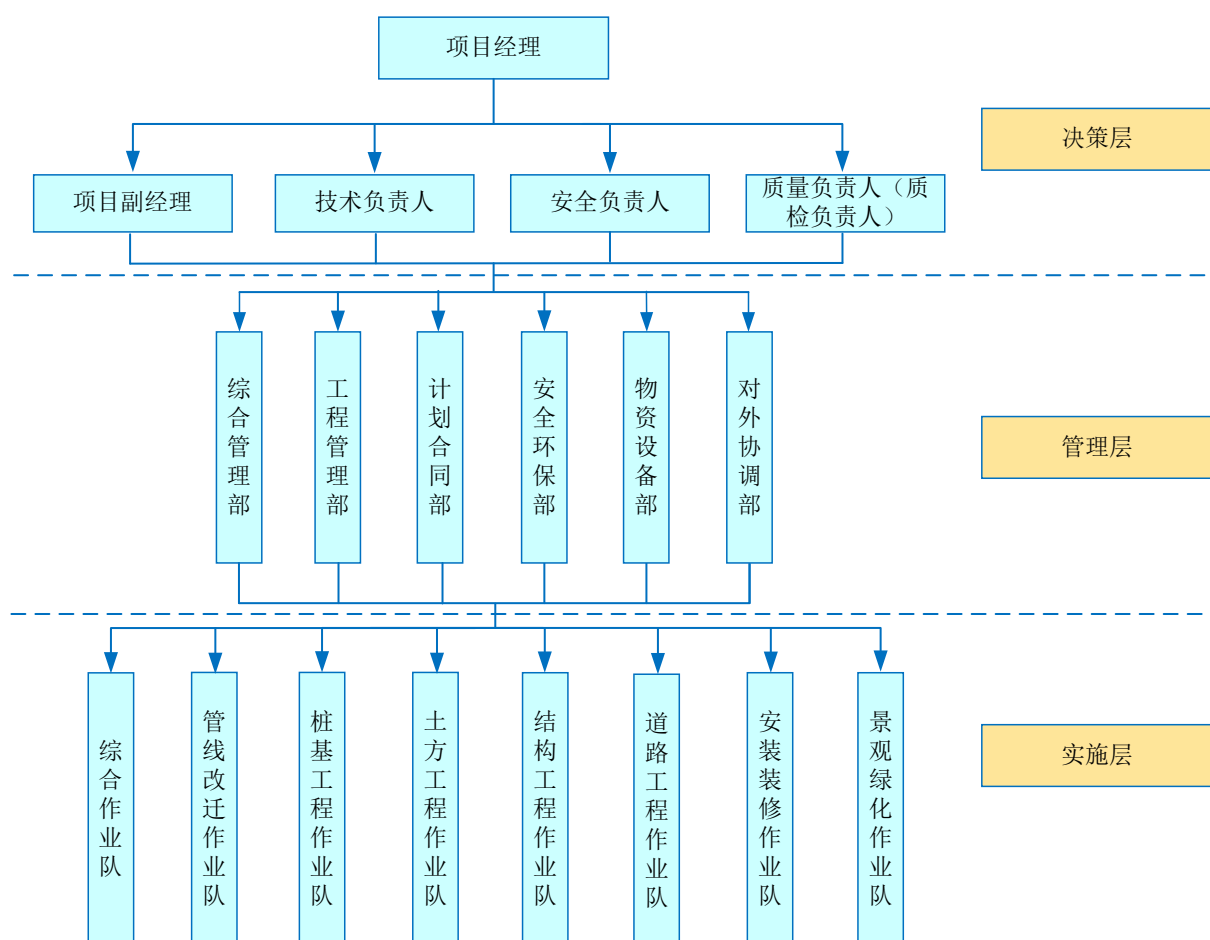 项目经理
决策层
项目副经理
技术负责人
安全负责人
质量负责人（质
检负责人）
综合管理部
工程管理部
计划合同部
安全环保部
物资设备部
对外协调部
管理层
综合作业队
管线改迁作业队
桩基工程作业队
土方工程作业队
结构工程作业队
道路工程作业队
安装装修作业队
景观绿化作业队
实施层